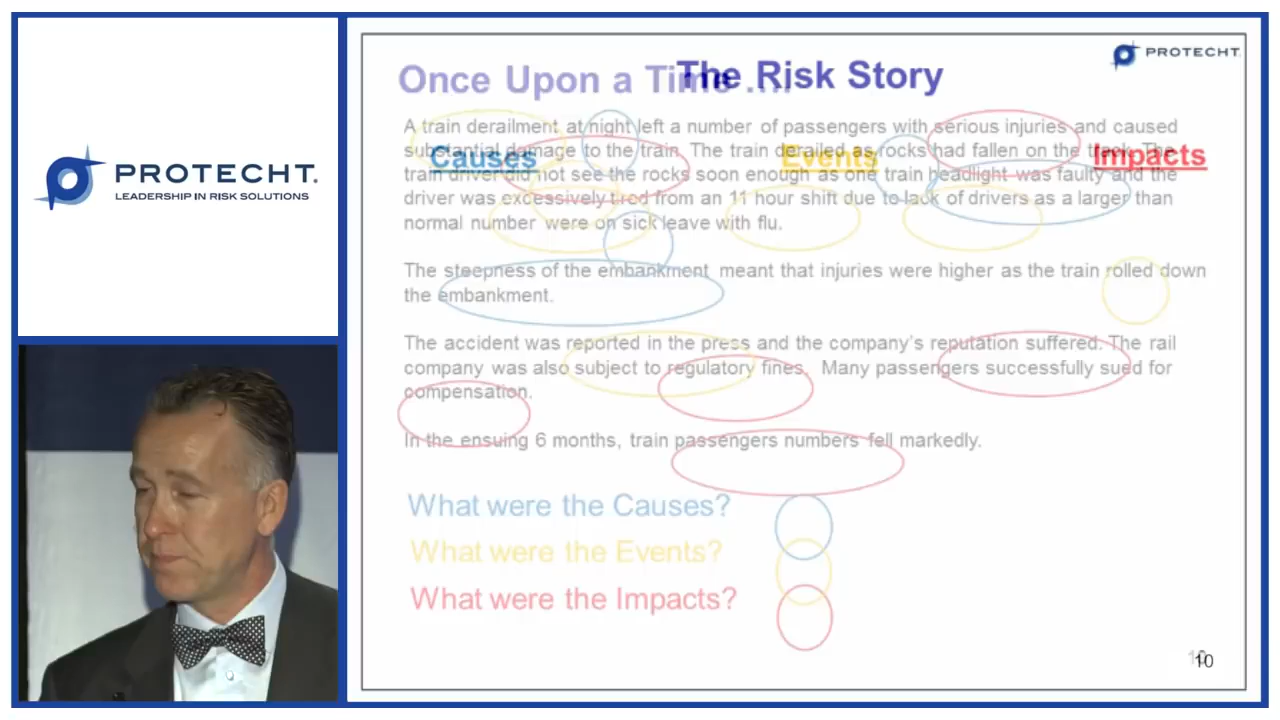 PROTECHT.
LEADERSHIP IN RISK SOLUTIONS
PROTECHT.
Once Upon a Time ....
The Risk Story
Causes
Events
Impacts
A train derailment at night left a number of passengers with serious injuries and caused
substantial damage to the train. The train derailed as rocks had fallen on the track. The
train driver did not see the rocks soon enough as one train headlight was faulty and the
driver was excessively tired from an 11 hour shift due to lack of drivers as a larger than
normal number were on sick leave with flu.
The steepness of the embankment meant that injuries were higher as the train rolled down
the embankment.
The accident was reported in the press and the company's reputation suffered. The rail
company was also subject to regulatory fines. Many passengers successfully sued for
compensation.
In the ensuing 6 months, train passengers numbers fell markedly.
What were the Causes?
What were the Events?
What were the Impacts?
10